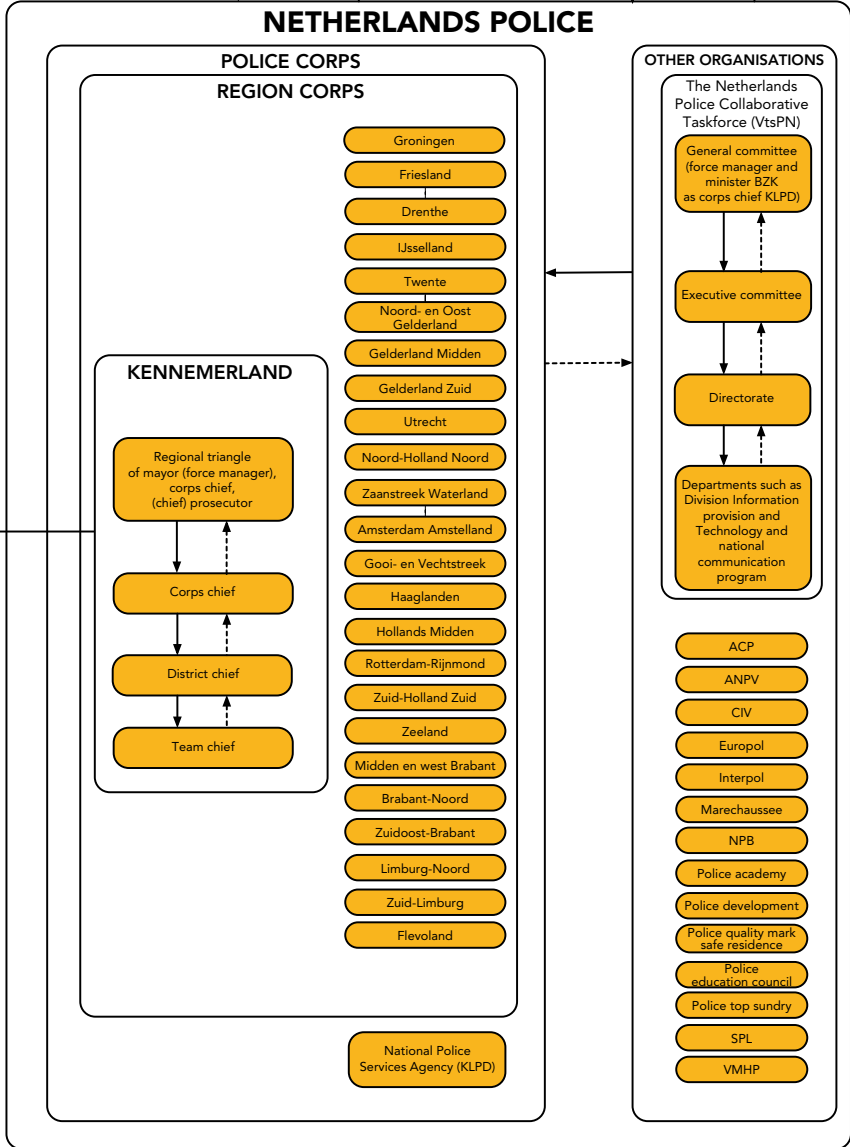 NETHERLANDS POLICE
POLICE CORPS
REGION CORPS
KENNEMERLAND
Regional triangle
of mayor (force manager),
corps chief,
(chief) prosecutor
Corps chief
District chief
Team chief
Groningen
Friesland
Drenthe
IJsselland
Twente
Noord- en Oost
Gelderland
Gelderland Midden
Gelderland Zuid
Utrecht
Noord-Holland Noord
Zaanstreek Waterland
Amsterdam Amstelland
Gooi- en Vechtstreek
Haaglanden
Hollands Midden
Rotterdam-Rijnmond
Zuid-Holland Zuid
Zeeland
Midden en west Brabant
Brabant-Noord
Zuidoost-Brabant
Limburg-Noord
Zuid-Limburg
Flevoland
National Police
Services Agency (KLPD)
OTHER ORGANISATIONS
The Netherlands
Police Collaborative
Taskforce (VtsPN)
General committee
(force manager and
minister BZK
as corps chief KLPD)
Executive committee
Directorate
Departments such as
Division Information
provision and
Technology and
national
communication
program
ACP
ANPV
CIV
Europol
Interpol
Marechaussee
NPB
Police academy
Police development
Police quality mark
safe residence
Police
education council
Police top sundry
SPL
VMHP